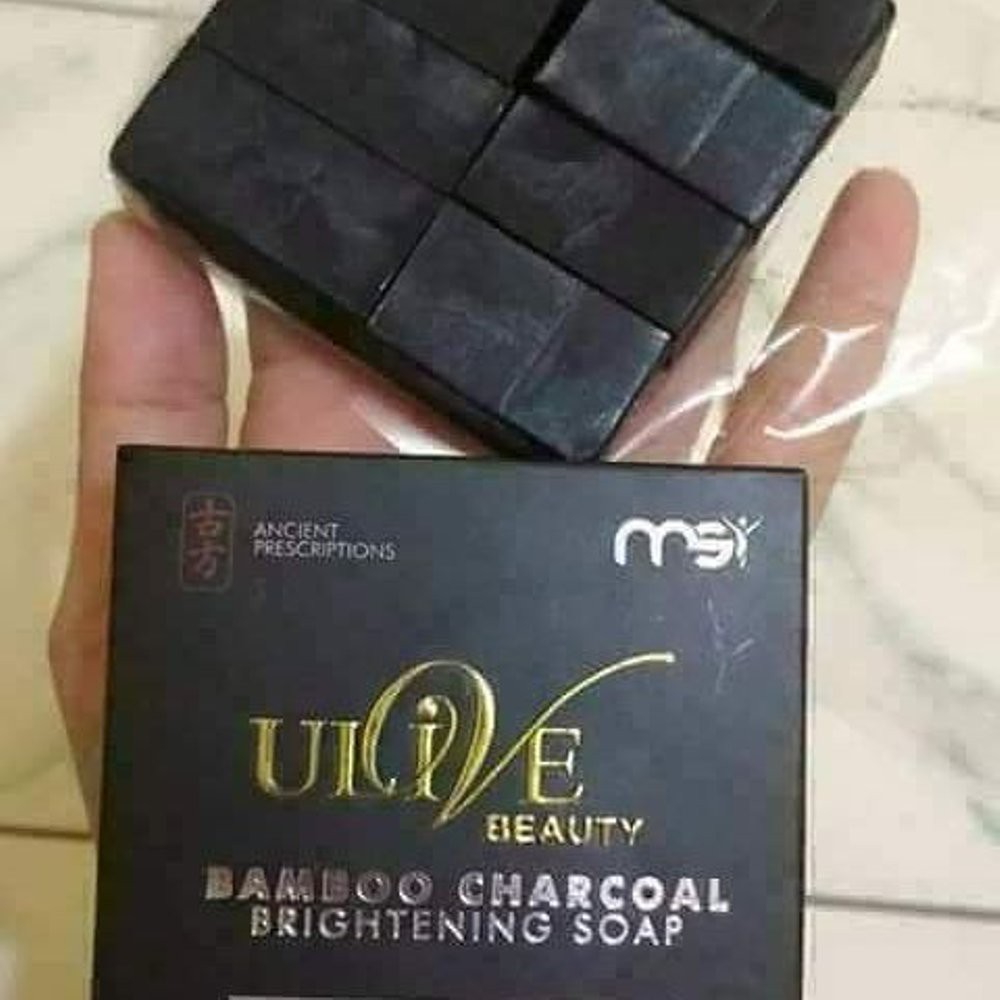 古方
ANCIENT
PRESCRIPTIONS
msy
ULiVE
BEAUTY
BAMBOO CHARCOAL
BRIGHTENING SOAP